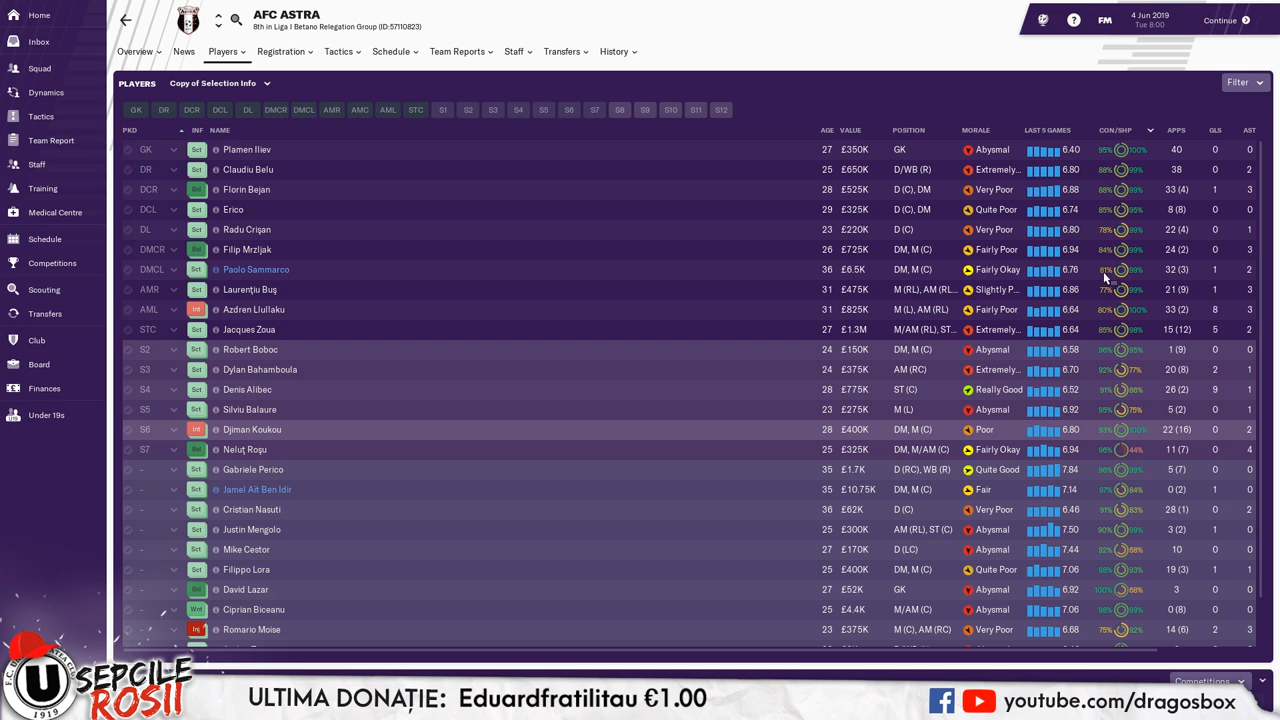 Home
Inbox
Squad
Dynamics
Tactics
Team Report
Staff
Training
Medical Centre
Schedule
Competitions
Scouting
Transfers
Club
Board
Finances
Under 19s
AFC ASTRA
8th in Liga I Betano Relegation Group (ID:57110823)
FM
4 Jun 2019
Tue 8:00
Continue
Overview News Players Registration Tactics Schedule Team Reports Staff Transfers History
PLAYERS Copy of Selection Info Filter
GK DR DCR DCL DL DMCR DMCL AMR AMC AML STC S1 S2 S3 S4 S5 S6 S7 S8 S9 S10 S11 S12
PKD INF NAME AGE VALUE POSITION MORALE LAST 5 GAMES CON/SHP APPS GLS AST
GK Sct Plamen Iliev 27 £350K GK Abysmal 6.40 95% 100% 40 0
DR Sct Claudiu Belu 25 £650K D/WB (R) Extremely... 6.80 88% 99% 38 0 2
DCR Bid Florin Bejan 28 £525K D (C), DM Very Poor 6.88 88% 99% 33 (4) 1 3
DCL Sct Erico 29 £325K D (C), DM Quite Poor 6.74 85% 95% 8 (8) 0 0
DL Sct Radu Crişan 23 £220K D (C) Very Poor 6.80 78% 99% 22 (4) 0 1
DMCR Bid Filip Mrzljak 26 £725K DM, M (C) Fairly Poor 6.94 84% 99% 24 (2) 0 3
DMCL Sct Paolo Sammarco 36 £6.5K DM, M (C) Fairly Okay 6.76 81% 99% 32 (3) 1 2
AMR Sct Laurenţiu Buş 31 £475K M (RL), AM (RL... Slightly P... 6.86 77% 99% 21 (9) 1 3
AML Int Azdren Llullaku 31 £825K M (L), AM (RL) Fairly Poor 6.64 80% 100% 33 (2) 8 3
STC Sct Jacques Zoua 27 £1.3M M/AM (RL), ST... Extremely... 6.64 85% 98% 15 (12) 5 2
S2 Sct Robert Boboc 24 £150K DM, M (C) Abysmal 6.58 96% 95% 1 (9) 0 0
S3 Sct Dylan Bahamboula 24 £375K AM (RC) Extremely... 6.70 92% 77% 20 (8) 2 1
S4 Sct Denis Alibec 28 £775K ST (C) Really Good 6.52 91% 86% 26 (2) 9 1
S5 Sct Silviu Balaure 23 £275K M (L) Abysmal 6.92 95% 75% 5 (2) 0 1
S6 Int Djiman Koukou 28 £400K DM, M (C) Poor 6.80 93% 100% 22 (16) 0 2
S7 Bid Neluţ Roşu 25 £325K DM, M/AM (C) Fairly Okay 6.94 96% 44% 11 (7) 0 4
- Sct Gabriele Perico 35 £1.7K D (RC), WB (R) Quite Good 7.84 96% 99% 5 (7) 0 0
- Sct Jamel Aït Ben Idir 35 £10.75K DM, M (C) Fair 7.14 97% 84% 0 (2) 1 0
- Sct Cristian Nasuti 36 £62K D (C) Very Poor 6.46 91% 83% 28 (1) 0 2
- Sct Justin Mengolo 25 £300K AM (RL), ST (C) Abysmal 7.50 90% 99% 3 (2) 1 0
- Sct Mike Cestor 27 £170K D (LC) Abysmal 7.44 92% 68% 10 0 0
- Sct Filippo Lora 25 £400K DM, M (C) Quite Poor 7.06 98% 93% 19 (3) 1 1
- Bid David Lazar 27 £52K GK Abysmal 6.92 100% 68% 3 0
- Wnt Ciprian Biceanu 25 £4.4K M/AM (C) Abysmal 7.06 98% 99% 0 (8) 0 0
- Inj Romario Moise 23 £375K M (C), AM (RC) Very Poor 6.68 75% 92% 14 (6) 2 3
Competitions
U
1919
SEPCILE
ROSII
ULTIMA DONAȚIE: Eduardfratilitau €1.00
youtube.com/dragosbox